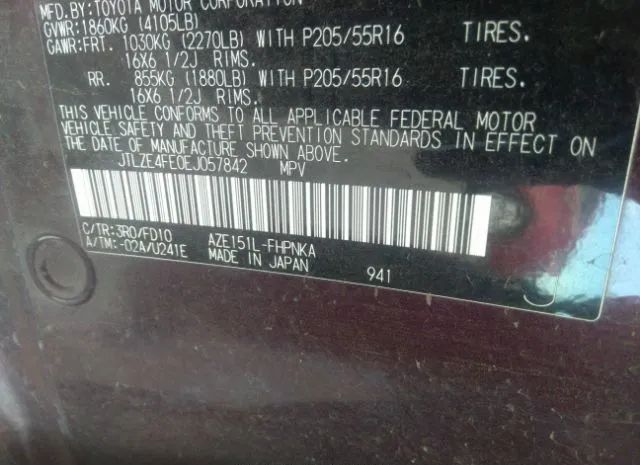 MFD.BY:TOYOTA MOTOR CORPORATION
GVWR:1860KG (4105LB)
GAWR:FRT. 1030KG (2270LB) WITH P205/55R16 TIRES.
16X6 1/2J RIMS.
RR. 855KG (1880LB) WITH P205/55R16 TIRES.
16X6 1/2J RIMS.
THIS VEHICLE CONFORMS TO ALL APPLICABLE FEDERAL MOTOR
VEHICLE SAFETY AND THEFT PREVENTION STANDARDS IN EFFECT ON
THE DATE OF MANUFACTURE SHOWN ABOVE.
JTLZE4FE0EJ057842 MPV
C/TR:3R0/FD10 AZE151L-FHPNKA
A/TM:-02A/U241E MADE IN JAPAN 941
J